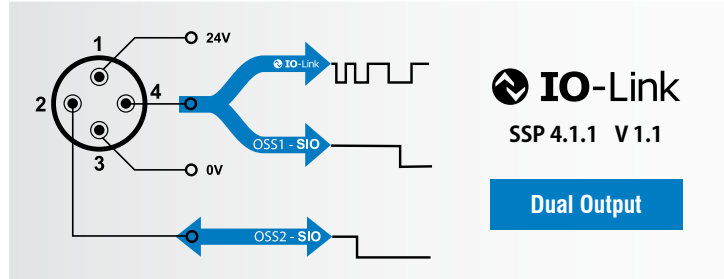 1
24V
IO-Link
2
4
OSS1 - SIO
3
0V
OSS2 - SIO
IO-Link
SSP 4.1.1 V 1.1
Dual Output